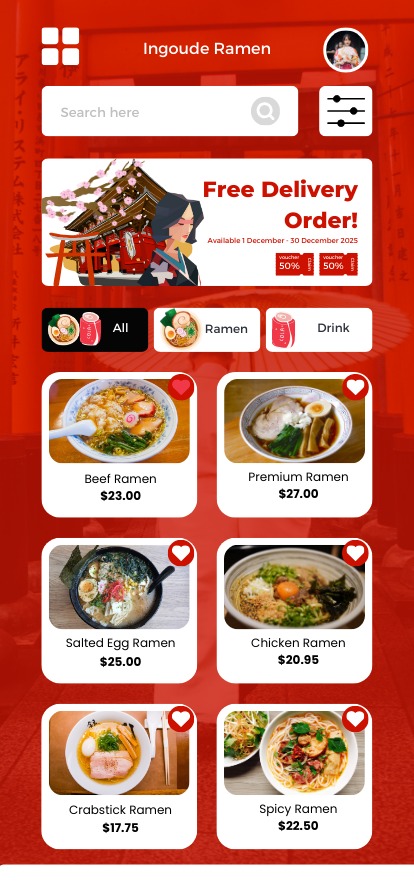 Ingoude Ramen
Search here
Free Delivery
Order!
Available 1 December - 30 December 2025
voucher
50%
Claim
voucher
50%
Claim
All
Ramen
Drink
Beef Ramen
$23.00
Premium Ramen
$27.00
Salted Egg Ramen
$25.00
Chicken Ramen
$20.95
Crabstick Ramen
$17.75
Spicy Ramen
$22.50